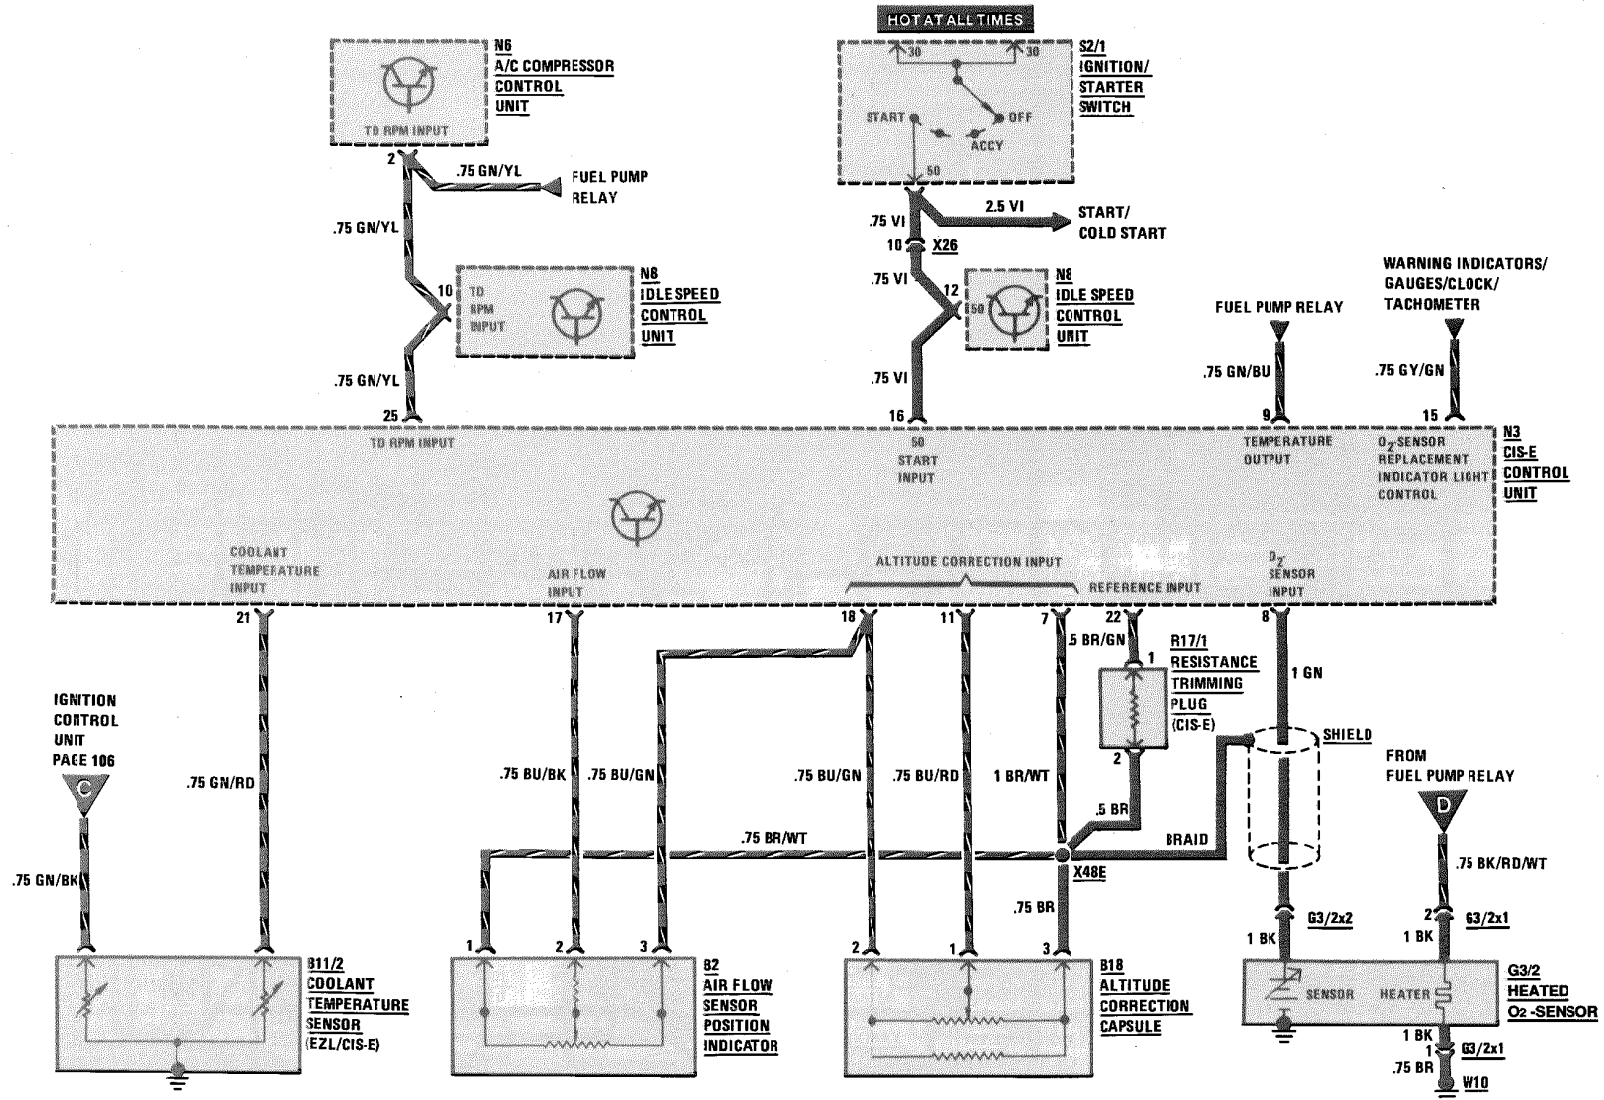 HOT AT ALL TIMES
N6
A/C COMPRESSOR
CONTROL
UNIT
TD RPM INPUT
2
.75 GN/YL
FUEL PUMP
RELAY
.75 GN/YL
10
TD
RPM
INPUT
N8
IDLE SPEED
CONTROL
UNIT
.75 GN/YL
25
30
30
S2/1
IGNITION/
STARTER
SWITCH
START
OFF
ACCY
50
.75 VI
2.5 VI
START/
COLD START
10
X26
.75 VI
12
50
N8
IDLE SPEED
CONTROL
UNIT
.75 VI
16
FUEL PUMP RELAY
.75 GN/BU
9
WARNING INDICATORS/
GAUGES/CLOCK/
TACHOMETER
.75 GY/GN
15
TD RPM INPUT
50
START
INPUT
TEMPERATURE
OUTPUT
O2-SENSOR
REPLACEMENT
INDICATOR LIGHT
CONTROL
N3
CIS-E
CONTROL
UNIT
COOLANT
TEMPERATURE
INPUT
AIR FLOW
INPUT
ALTITUDE CORRECTION INPUT
REFERENCE INPUT
O2-
SENSOR
INPUT
21
17
18
11
7
22
8
.5 BR/GN
1
R17/1
RESISTANCE
TRIMMING
PLUG
(CIS-E)
2
1 GN
SHIELD
IGNITION
CONTROL
UNIT
PAGE 106
C
.75 GN/RD
.75 BU/BK
.75 BU/GN
.75 BU/GN
.75 BU/RD
1 BR/WT
.5 BR
FROM
FUEL PUMP RELAY
D
.75 BR/WT
BRAID
X48E
.75 GN/BK
.75 BK/RD/WT
.75 BR
G3/2x2
2
G3/2x1
1 BK
1 BK
1
2
3
2
1
3
B11/2
COOLANT
TEMPERATURE
SENSOR
(EZL/CIS-E)
B2
AIR FLOW
SENSOR
POSITION
INDICATOR
B18
ALTITUDE
CORRECTION
CAPSULE
SENSOR
HEATER
G3/2
HEATED
O2-SENSOR
1 BK
1
G3/2x1
.75 BR
W10